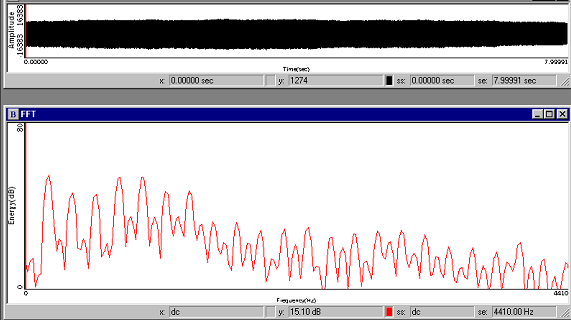 Amplitude
16383
-16383
0.00000
7.99991
Time(sec)
x: 0.00000 sec y: 1274 ss: 0.00000 sec se: 7.99991 sec
B FFT
80
Energy(dB)
0
0
4410
Frequency(Hz)
x: dc y: 15.10 dB ss: dc se: 4410.00 Hz